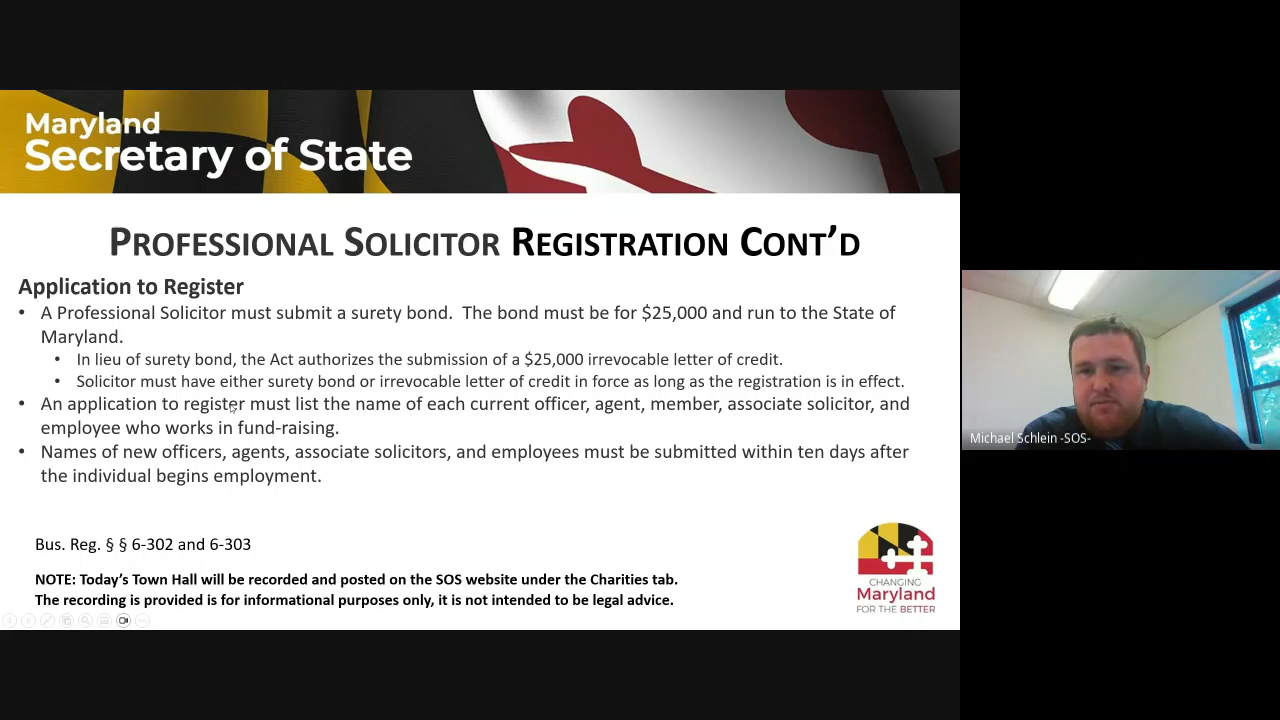 Maryland
Secretary of State
PROFESSIONAL SOLICITOR REGISTRATION CONT'D
Application to Register
• A Professional Solicitor must submit a surety bond.  The bond must be for $25,000 and run to the State of
Maryland.
• In lieu of surety bond, the Act authorizes the submission of a $25,000 irrevocable letter of credit.
• Solicitor must have either surety bond or irrevocable letter of credit in force as long as the registration is in effect.
• An application to register must list the name of each current officer, agent, member, associate solicitor, and
employee who works in fund-raising.
• Names of new officers, agents, associate solicitors, and employees must be submitted within ten days after
the individual begins employment.
Bus. Reg. § § 6-302 and 6-303
NOTE: Today's Town Hall will be recorded and posted on the SOS website under the Charities tab.
The recording is provided is for informational purposes only, it is not intended to be legal advice.
CHANGING
Maryland
FOR THE BETTER
Michael Schlein -SOS-